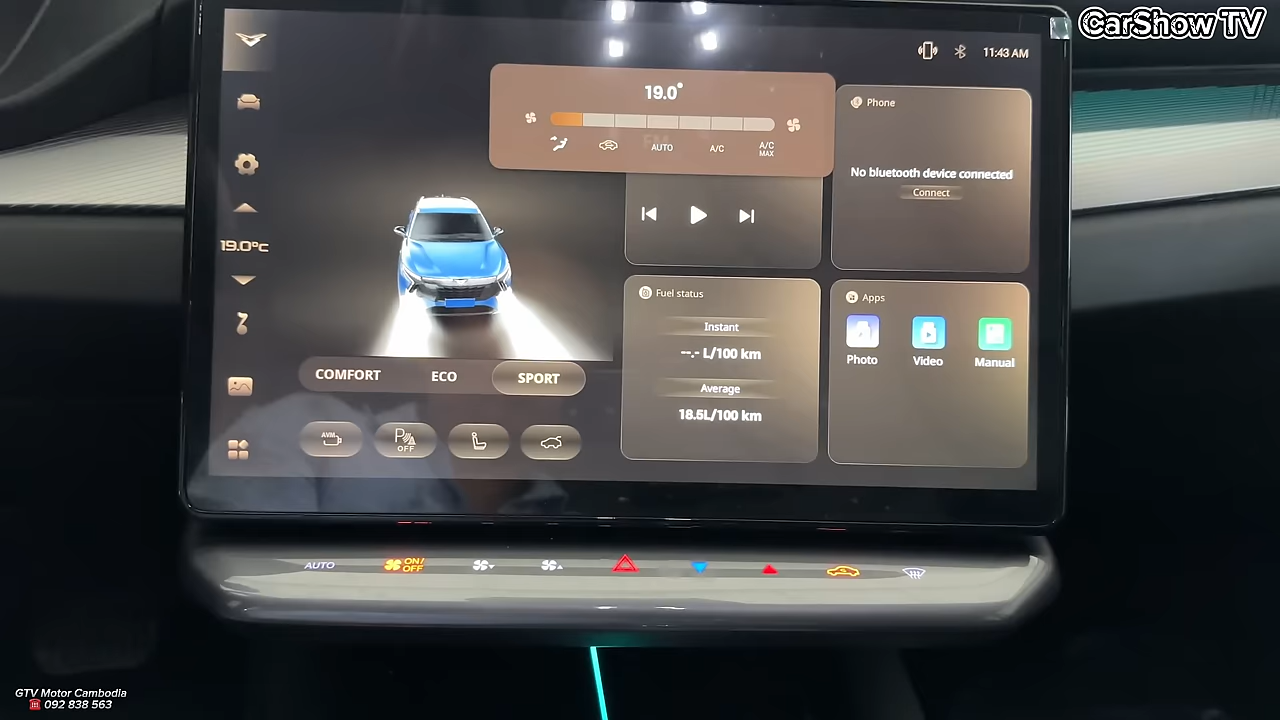 CarShow TV
11:43 AM
19.0°
AUTO
A/C
A/C
MAX
Phone
No bluetooth device connected
Connect
19.0°C
Fuel status
Instant
--.- L/100 km
Average
18.5L/100 km
Apps
Photo
Video
Manual
COMFORT
ECO
SPORT
AVM
P
OFF
AUTO
ON/
OFF
GTV Motor Cambodia
092 838 563